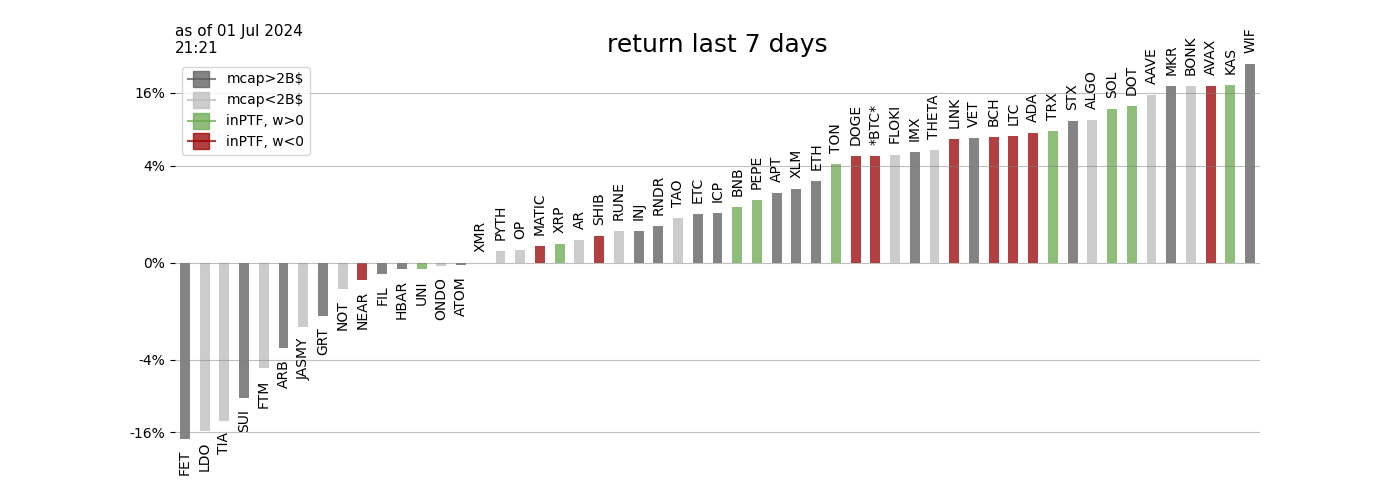 as of 01 Jul 2024
21:21
return last 7 days
mcap>2B$
mcap<2B$
inPTF, w>0
inPTF, w<0
16%
4%
0%
-4%
-16%
FET
LDO
TIA
SUI
FTM
ARB
JASMY
GRT
NOT
NEAR
FIL
HBAR
UNI
ONDO
ATOM
XMR
PYTH
OP
MATIC
XRP
AR
SHIB
RUNE
INJ
RNDR
TAO
ETC
ICP
BNB
PEPE
APT
XLM
ETH
TON
DOGE
*BTC*
FLOKI
IMX
THETA
LINK
VET
BCH
LTC
ADA
TRX
STX
ALGO
SOL
DOT
AAVE
MKR
BONK
AVAX
KAS
WIF